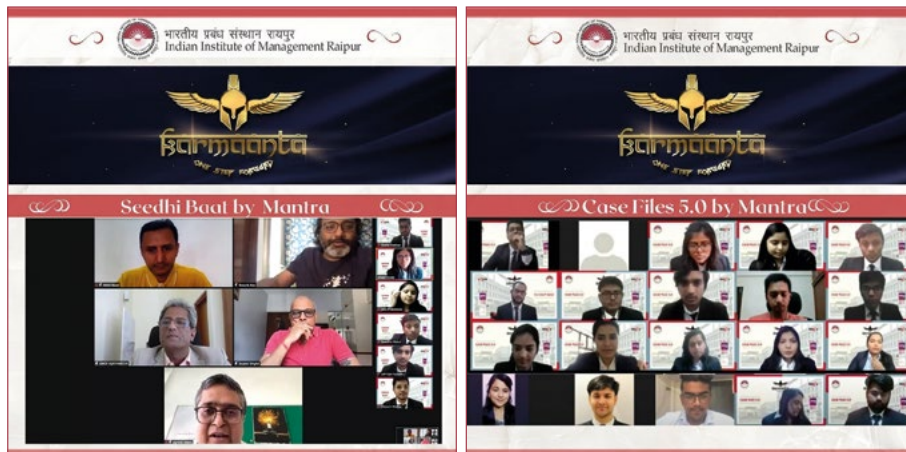 भारतीय प्रबंध संस्थान रायपुर
Indian Institute of Management Raipur
Karmaanta
ONE STEP FORWARD
Seedhi Baat by Mantra
भारतीय प्रबंध संस्थान रायपुर
Indian Institute of Management Raipur
Karmaanta
ONE STEP FORWARD
Case Files 5.0 by Mantra